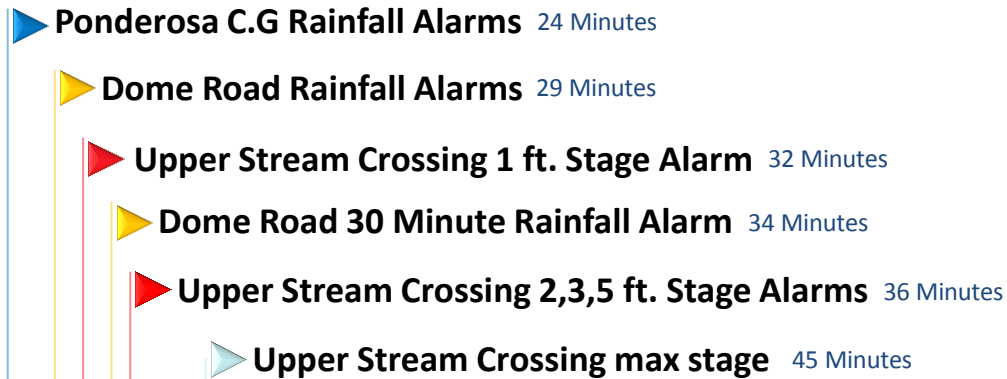 Ponderosa C.G Rainfall Alarms 24 Minutes
Dome Road Rainfall Alarms 29 Minutes
Upper Stream Crossing 1 ft. Stage Alarm 32 Minutes
Dome Road 30 Minute Rainfall Alarm 34 Minutes
Upper Stream Crossing 2,3,5 ft. Stage Alarms 36 Minutes
Upper Stream Crossing max stage 45 Minutes